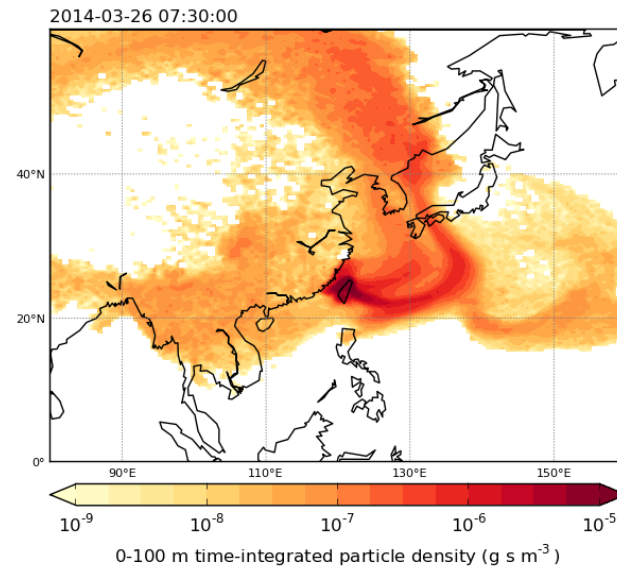 2014-03-26 07:30:00
40°N
20°N
0°
90°E 110°E 130°E 150°E
10⁻⁹ 10⁻⁸ 10⁻⁷ 10⁻⁶ 10⁻⁵
0-100 m time-integrated particle density (g s m⁻³)